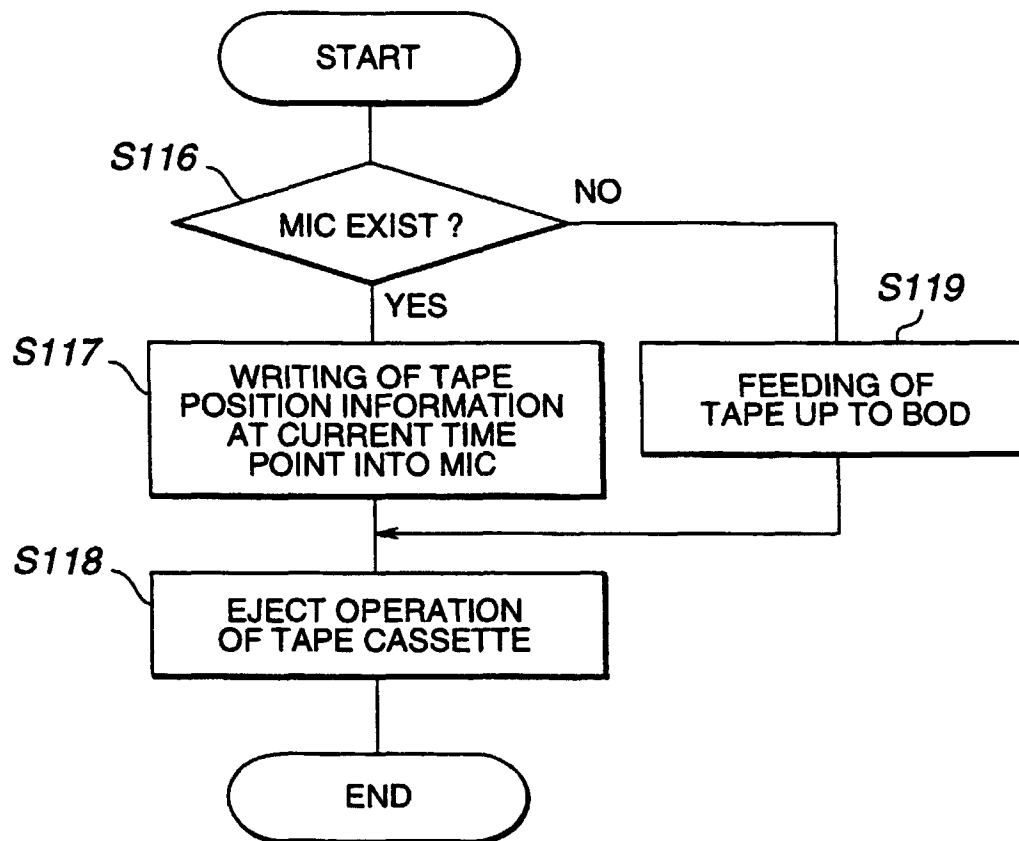 START
S116
MIC EXIST ?
NO
YES
S119
S117
WRITING OF TAPE
POSITION INFORMATION
AT CURRENT TIME
POINT INTO MIC
FEEDING OF
TAPE UP TO BOD
S118
EJECT OPERATION
OF TAPE CASSETTE
END